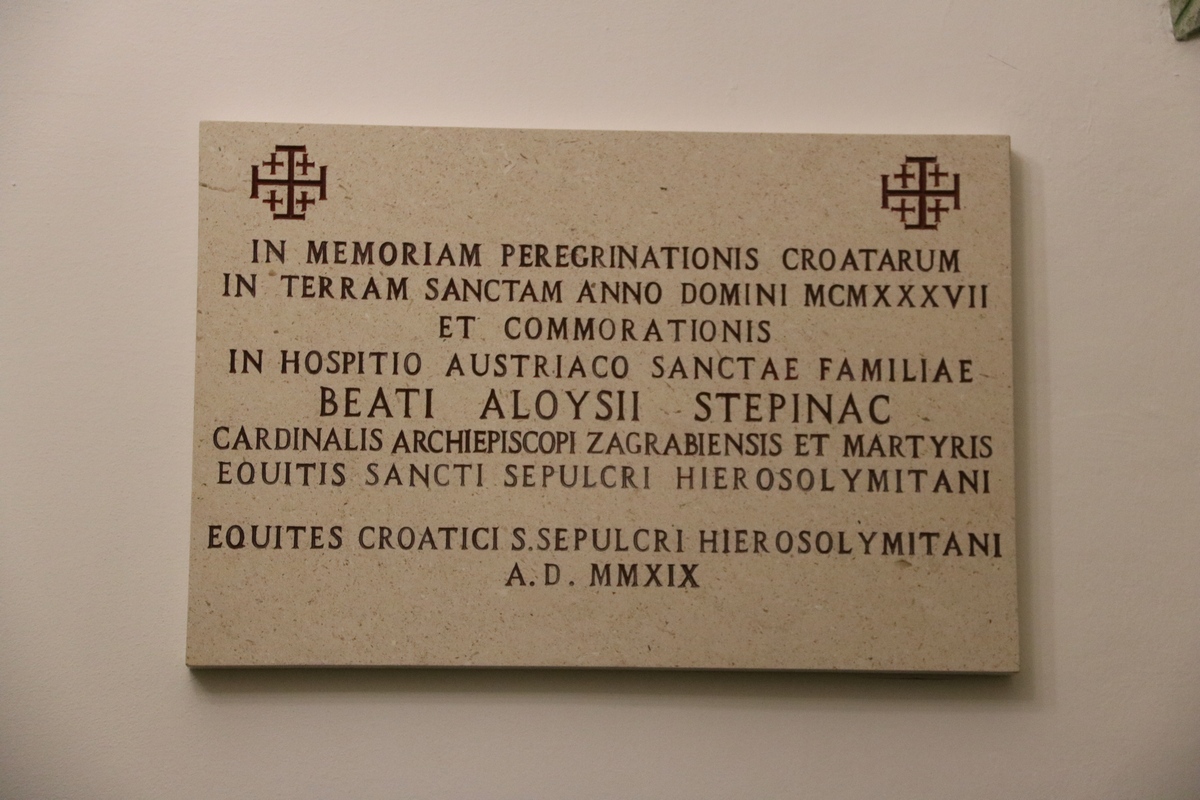 IN MEMORIAM PEREGRINATIONIS CROATARUM
IN TERRAM SANCTAM ANNO DOMINI MCMXXXVII
ET COMMORATIONIS
IN HOSPITIO AUSTRIACO SANCTAE FAMILIAE
BEATI ALOYSII STEPINAC
CARDINALIS ARCHIEPISCOPI ZAGRABIENSIS ET MARTYRIS
EQUITIS SANCTI SEPULCRI HIEROSOLYMITANI
EQUITES CROATICI S.SEPULCRI HIEROSOLYMITANI
A.D. MMXIX